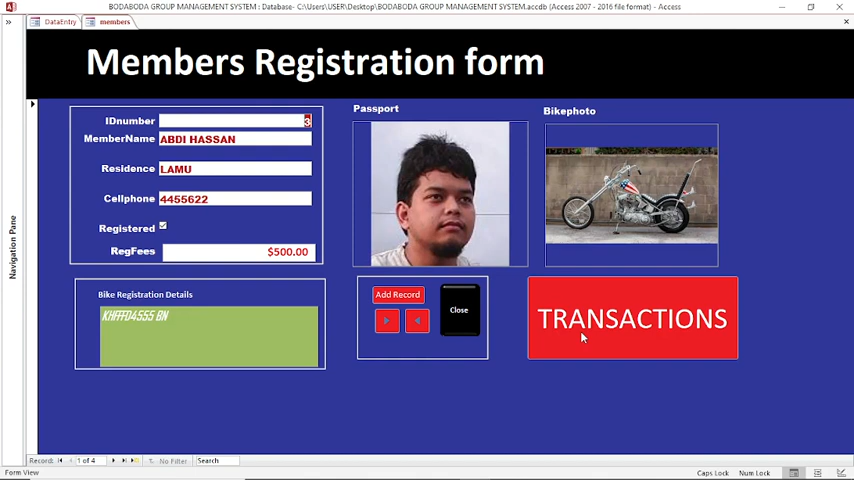 BODABODA GROUP MANAGEMENT SYSTEM : Database- C:\Users\USER\Desktop\BODABODA GROUP MANAGEMENT SYSTEM.accdb (Access 2007 - 2016 file format) - Access
DataEntry
members
Members Registration form
IDnumber 3
MemberName ABDI HASSAN
Residence LAMU
Cellphone 4455622
Registered
RegFees $500.00
Passport
Bikephoto
Bike Registration Details
Add Record
Close
TRANSACTIONS
Navigation Pane
Record: 1 of 4 No Filter Search
Form View
Caps Lock Num Lock